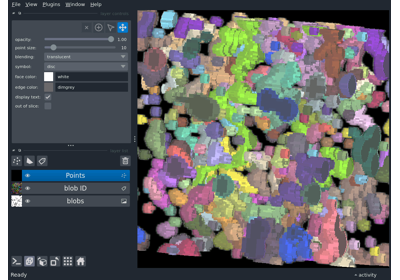 File View Plugins Window Help
opacity: 1.00
point size: 10
blending: translucent
symbol: disc
face color: white
edge color: dimgrey
display text:
out of slice:
Points
blob ID
blobs
Ready
activity